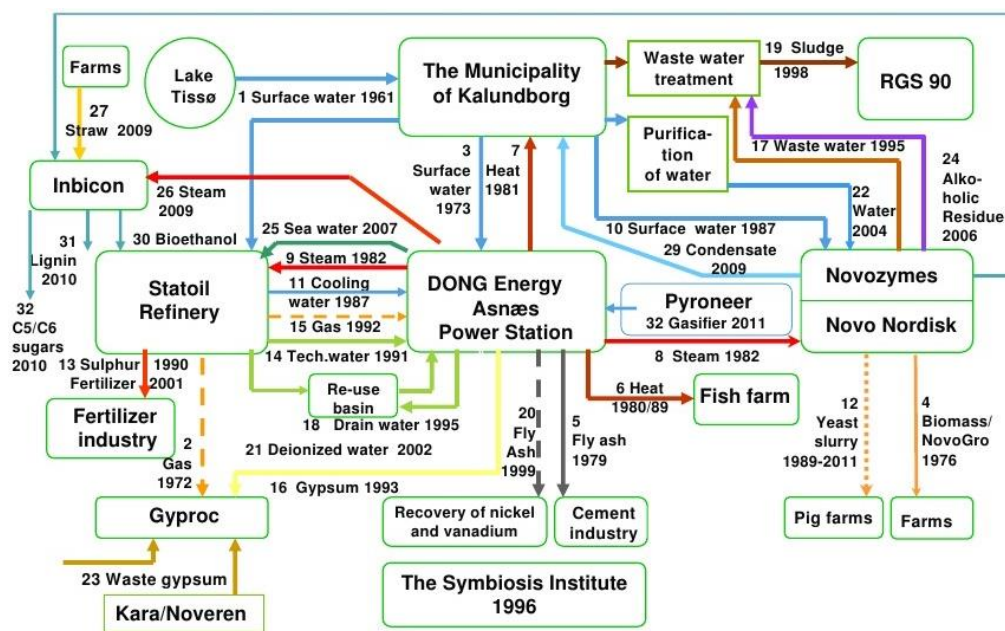 Farms
Lake
Tissø
The Municipality
of Kalundborg
Waste water
treatment
19 Sludge
1998
RGS 90
1 Surface water 1961
27
Straw 2009
Inbicon
26 Steam
2009
3
Surface
water
1973
7
Heat
1981
Purifica-
tion
of water
17 Waste water 1995
24
Alko-
holic
Residue
2006
22
Water
2004
10 Surface water 1987
29 Condensate
2009
31
Lignin
2010
30 Bioethanol
25 Sea water 2007
9 Steam 1982
Statoil
Refinery
11 Cooling
water 1987
15 Gas 1992
14 Tech.water 1991
DONG Energy
Asnæs
Power Station
Pyroneer
32 Gasifier 2011
Novozymes
Novo Nordisk
8 Steam 1982
32
C5/C6
sugars
2010
13 Sulphur 1990
Fertilizer 2001
Fertilizer
industry
Re-use
basin
18 Drain water 1995
6 Heat
1980/89
Fish farm
2
Gas
1972
21 Deionized water 2002
20
Fly
Ash
1999
5
Fly ash
1979
12
Yeast
slurry
1989-2011
4
Biomass/
NovoGro
1976
16 Gypsum 1993
Gyproc
Recovery of nickel
and vanadium
Cement
industry
Pig farms
Farms
23 Waste gypsum
Kara/Noveren
The Symbiosis Institute
1996